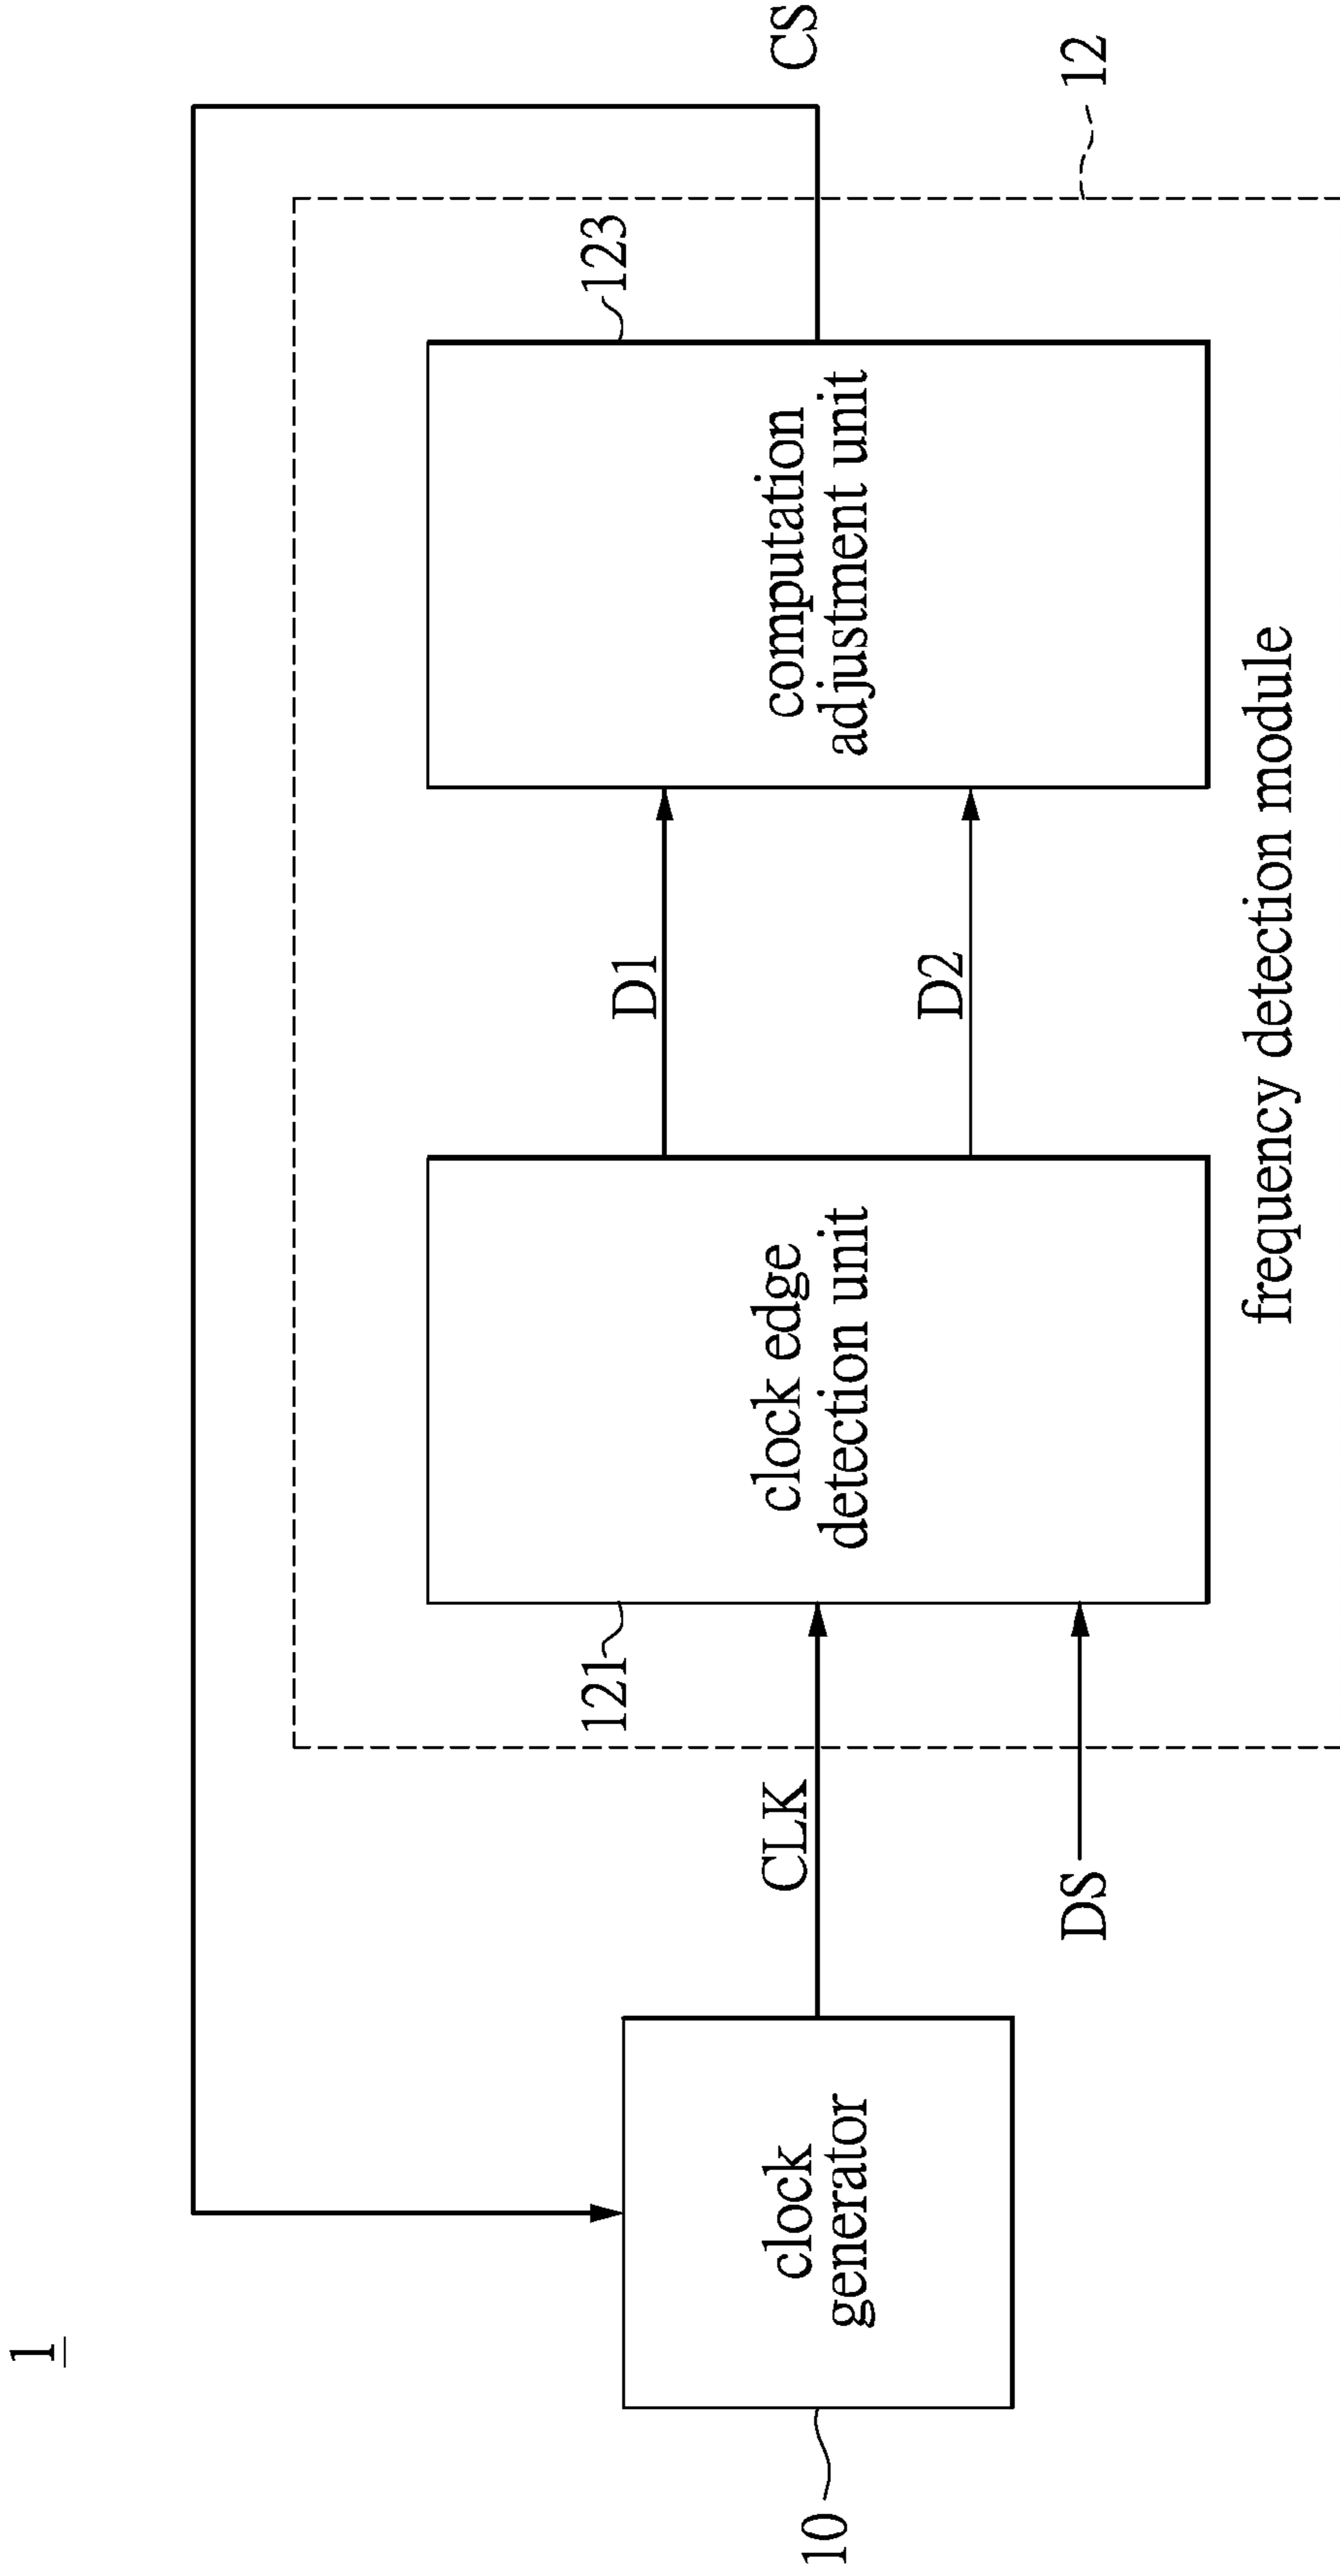 1
CS
12
123
computation
adjustment unit
D1
D2
frequency detection module
clock edge
detection unit
121
CLK
DS
clock
generator
10